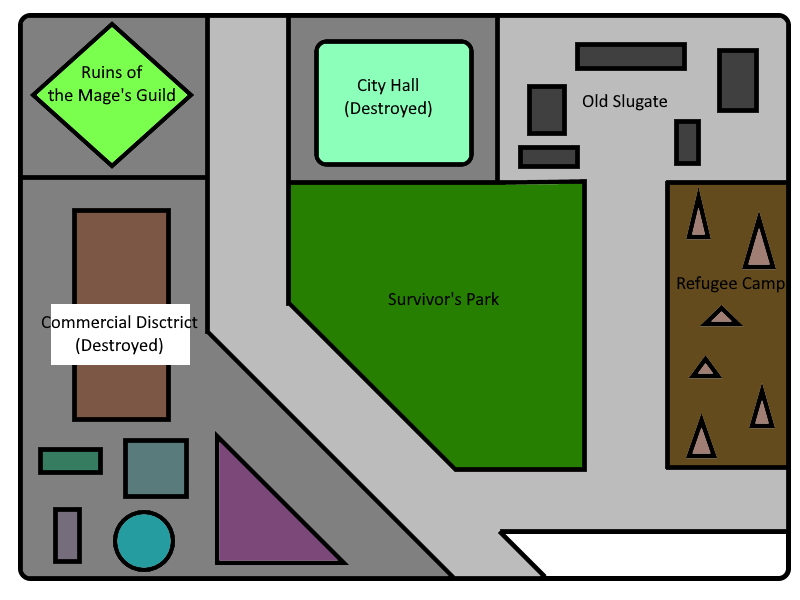 Ruins of
the Mage's Guild
City Hall
(Destroyed)
Old Slugate
Refugee Camp
Survivor's Park
Commercial Disctrict
(Destroyed)